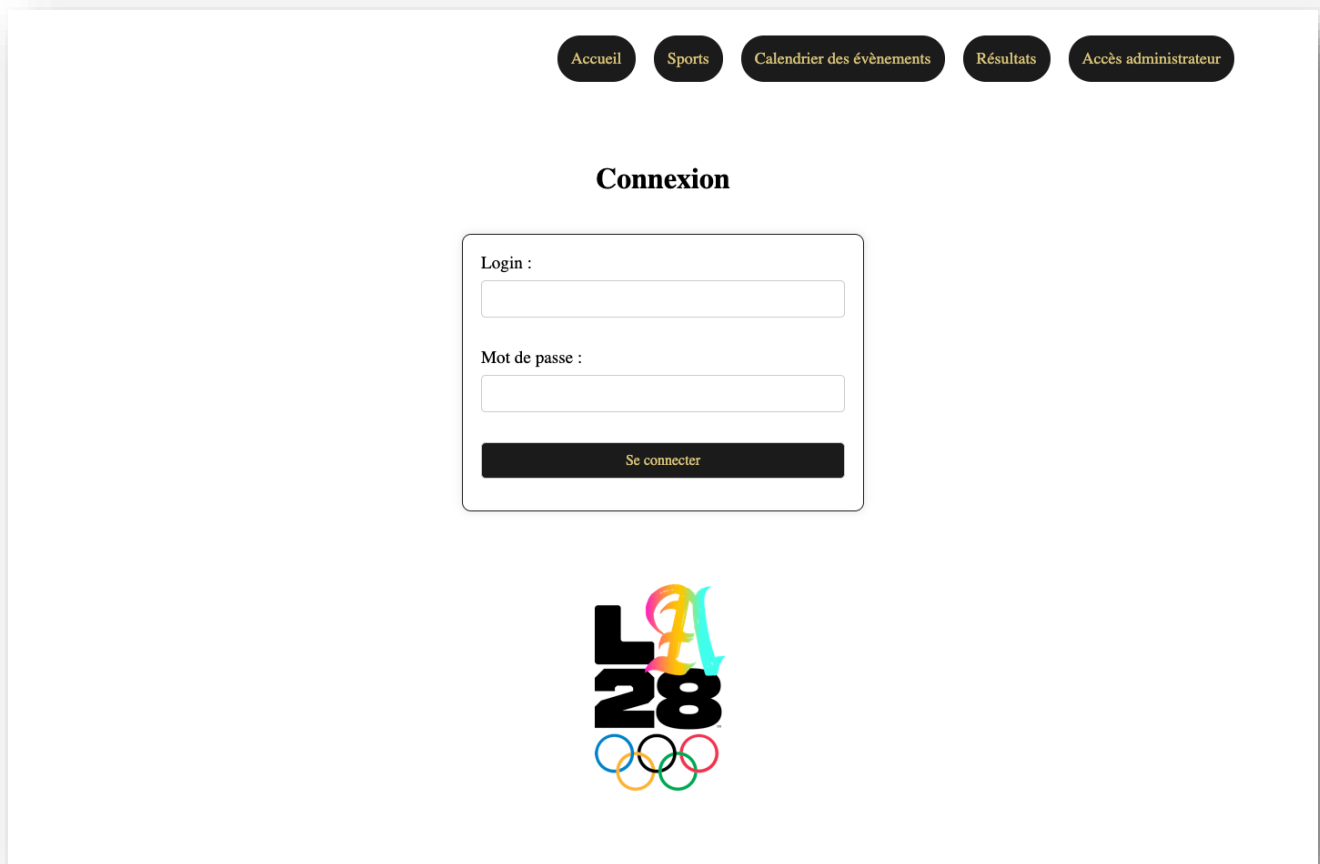 Accueil Sports Calendrier des évènements Résultats Accès administrateur
Connexion
Login :
Mot de passe :
Se connecter
LA
28